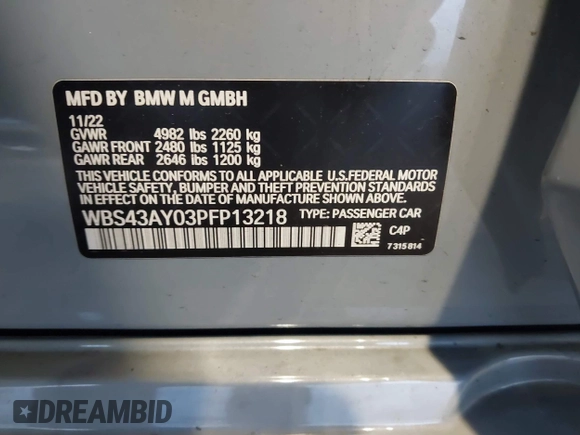 MFD BY BMW M GMBH
11/22
GVWR 4982 lbs 2260 kg
GAWR FRONT 2480 lbs 1125 kg
GAWR REAR 2646 lbs 1200 kg
THIS VEHICLE CONFORMS TO ALL APPLICABLE U.S.FEDERAL MOTOR
VEHICLE SAFETY, BUMPER AND THEFT PREVENTION STANDARDS
IN EFFECT ON THE DATE OF MANUFACTURE SHOWN ABOVE.
WBS43AY03PFP13218 TYPE: PASSENGER CAR
C4P
7 315 814
DREAMBID